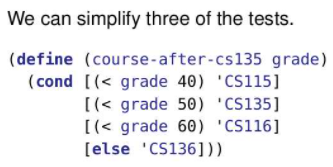 We can simplify three of the tests.
(define (course-after-cs135 grade)
(cond [(< grade 40) 'CS115]
[(< grade 50) 'CS135]
[(< grade 60) 'CS116]
[else 'CS136]))